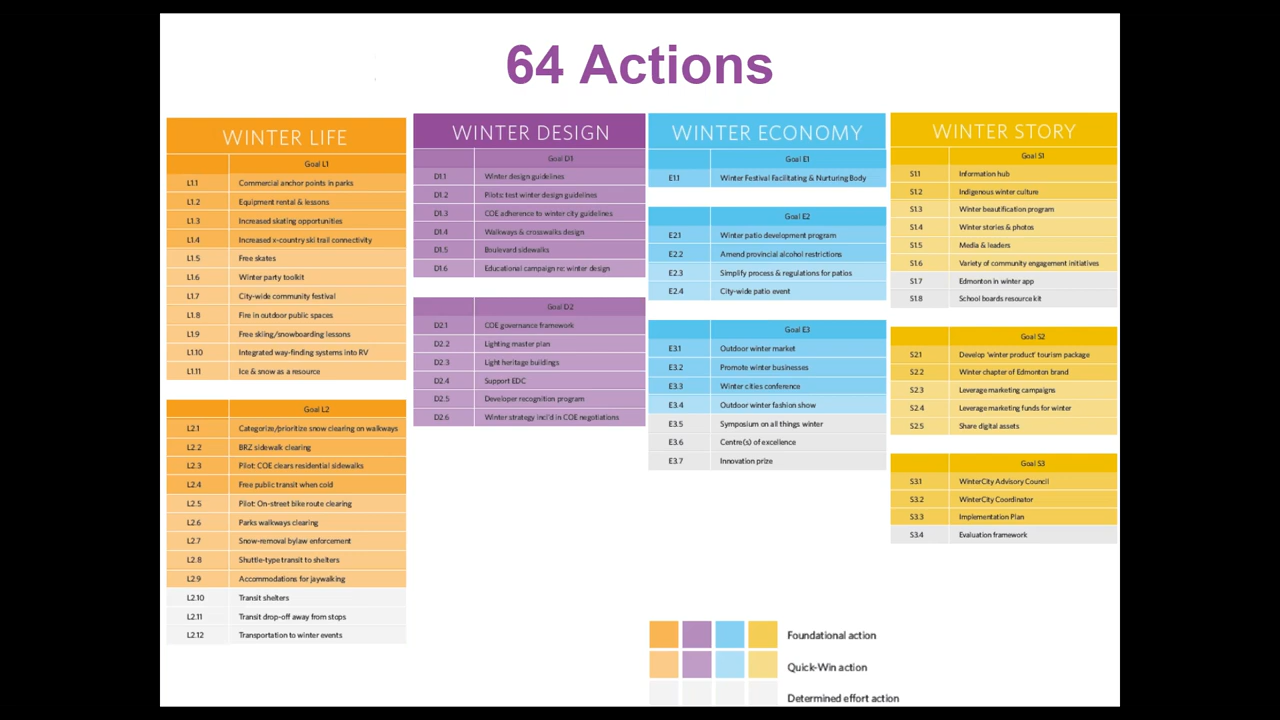 64 Actions
WINTER LIFE
Goal L1
L1.1 Commercial anchor points in parks
L1.2 Equipment rental & lessons
L1.3 Increased skating opportunities
L1.4 Increased x-country ski trail connectivity
L1.5 Free skates
L1.6 Winter party toolkit
L1.7 City-wide community festival
L1.8 Fire in outdoor public spaces
L1.9 Free skiing/snowboarding lessons
L1.10 Integrated way-finding systems into RV
L1.11 Ice & snow as a resource
Goal L2
L2.1 Categorize/prioritize snow clearing on walkways
L2.2 BRZ sidewalk clearing
L2.3 Pilot: COE clears residential sidewalks
L2.4 Free public transit when cold
L2.5 Pilot: On-street bike route clearing
L2.6 Parks walkways clearing
L2.7 Snow-removal bylaw enforcement
L2.8 Shuttle-type transit to shelters
L2.9 Accommodations for jaywalking
L2.10 Transit shelters
L2.11 Transit drop-off away from stops
L2.12 Transportation to winter events
WINTER DESIGN
Goal D1
D1.1 Winter design guidelines
D1.2 Pilots: test winter design guidelines
D1.3 COE adherence to winter city guidelines
D1.4 Walkways & crosswalks design
D1.5 Boulevard sidewalks
D1.6 Educational campaign re: winter design
Goal D2
D2.1 COE governance framework
D2.2 Lighting master plan
D2.3 Light heritage buildings
D2.4 Support EDC
D2.5 Developer recognition program
D2.6 Winter strategy incl'd in COE negotiations
WINTER ECONOMY
Goal E1
E1.1 Winter Festival Facilitating & Nurturing Body
Goal E2
E2.1 Winter patio development program
E2.2 Amend provincial alcohol restrictions
E2.3 Simplify process & regulations for patios
E2.4 City-wide patio event
Goal E3
E3.1 Outdoor winter market
E3.2 Promote winter businesses
E3.3 Winter cities conference
E3.4 Outdoor winter fashion show
E3.5 Symposium on all things winter
E3.6 Centre(s) of excellence
E3.7 Innovation prize
WINTER STORY
Goal S1
S1.1 Information hub
S1.2 Indigenous winter culture
S1.3 Winter beautification program
S1.4 Winter stories & photos
S1.5 Media & leaders
S1.6 Variety of community engagement initiatives
S1.7 Edmonton in winter app
S1.8 School boards resource kit
Goal S2
S2.1 Develop 'winter product' tourism package
S2.2 Winter chapter of Edmonton brand
S2.3 Leverage marketing campaigns
S2.4 Leverage marketing funds for winter
S2.5 Share digital assets
Goal S3
S3.1 WinterCity Advisory Council
S3.2 WinterCity Coordinator
S3.3 Implementation Plan
S3.4 Evaluation framework
Foundational action
Quick-Win action
Determined effort action